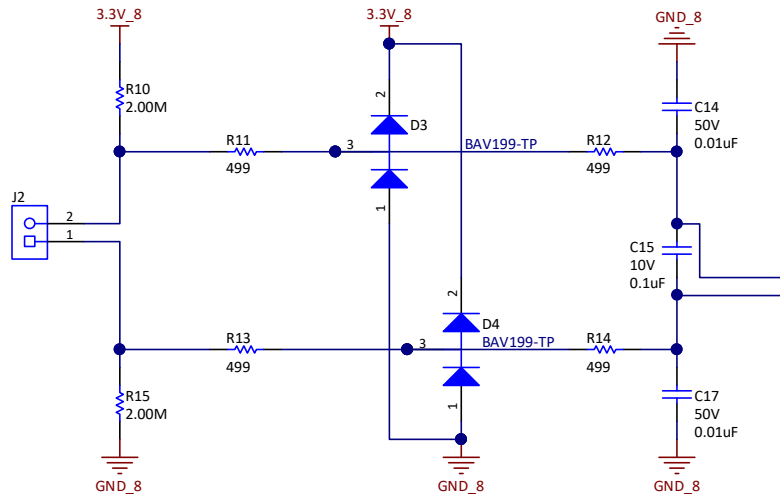 3.3V_8
3.3V_8
GND_8
R10
2.00M
2
D3
C14
50V
0.01uF
R11
499
3
BAV199-TP
R12
499
J2
2
1
1
C15
10V
0.1uF
2
D4
R13
499
3
BAV199-TP
R14
499
R15
2.00M
1
C17
50V
0.01uF
GND_8
GND_8
GND_8